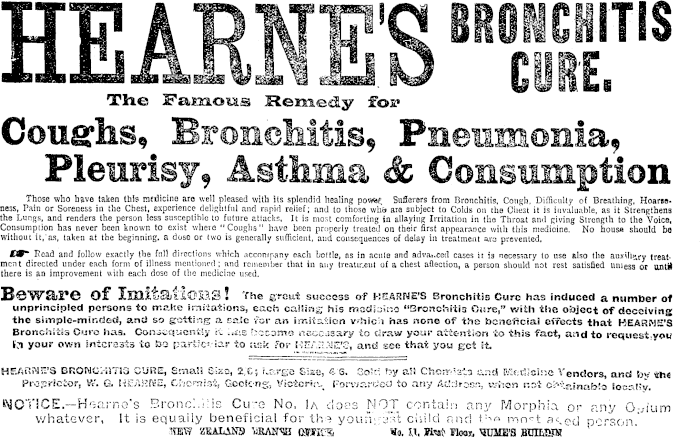 HEARNE'S BRONCHITIS
CURE.
The Famous Remedy for
Coughs, Bronchitis, Pneumonia,
Pleurisy, Asthma & Consumption
Those who have taken this medicine are well pleased with its splendid healing power. Sufferers from Bronchitis, Cough, Difficulty of Breathing, Hoarse-
ness, Pain or Soreness in the Chest, experience delightful and rapid relief; and to those who are subject to Colds on the Chest it is invaluable, as it Strengthens
the Lungs, and renders the person less susceptible to future attacks. It is most comforting in allaying Irritation in the Throat and giving Strength to the Voice,
Consumption has never been known to exist where "Coughs" have been properly treated on their first appearance with this medicine. No house should be
without it, as, taken at the beginning, a dose or two is generally sufficient, and consequences of delay in treatment are prevented.
Read and follow exactly the full directions which accompany each bottle, as in acute and advanced cases it is necessary to use also the auxiliary treat-
ment directed under each form of illness mentioned; and remember that in any treatment of a chest affection, a person should not rest satisfied unless or until
there is an improvement with each dose of the medicine used.
Beware of Imitations! The great success of HEARNE'S Bronchitis Cure has induced a number of
unprincipled persons to make imitations, each calling his medicine "Bronchitis Cure," with the object of deceiving
the simple-minded, and so getting a sale for an imitation which has none of the beneficial effects that HEARNE'S
Bronchitis Cure has. Consequently it has become necessary to draw your attention to this fact, and to request you
in your own interests to be particular to ask for HEARNE'S, and see that you get it.
HEARNE'S BRONCHITIS CURE, Small Size, 2/6; Large Size, 4/6. Sold by all Chemists and Medicine Vendors, and by the
Proprietor, W. G. HEARNE, Chemist, Geelong, Victoria. Forwarded to any Address, when not obtainable locally.
NOTICE.—Hearne's Bronchitis Cure No. 1A does NOT contain any Morphia or any Opium
whatever, It is equally beneficial for the youngest child and the most aged person.
NEW ZEALAND BRANCH OFFICE No. 11, First Floor, HUME'S BUILDIN